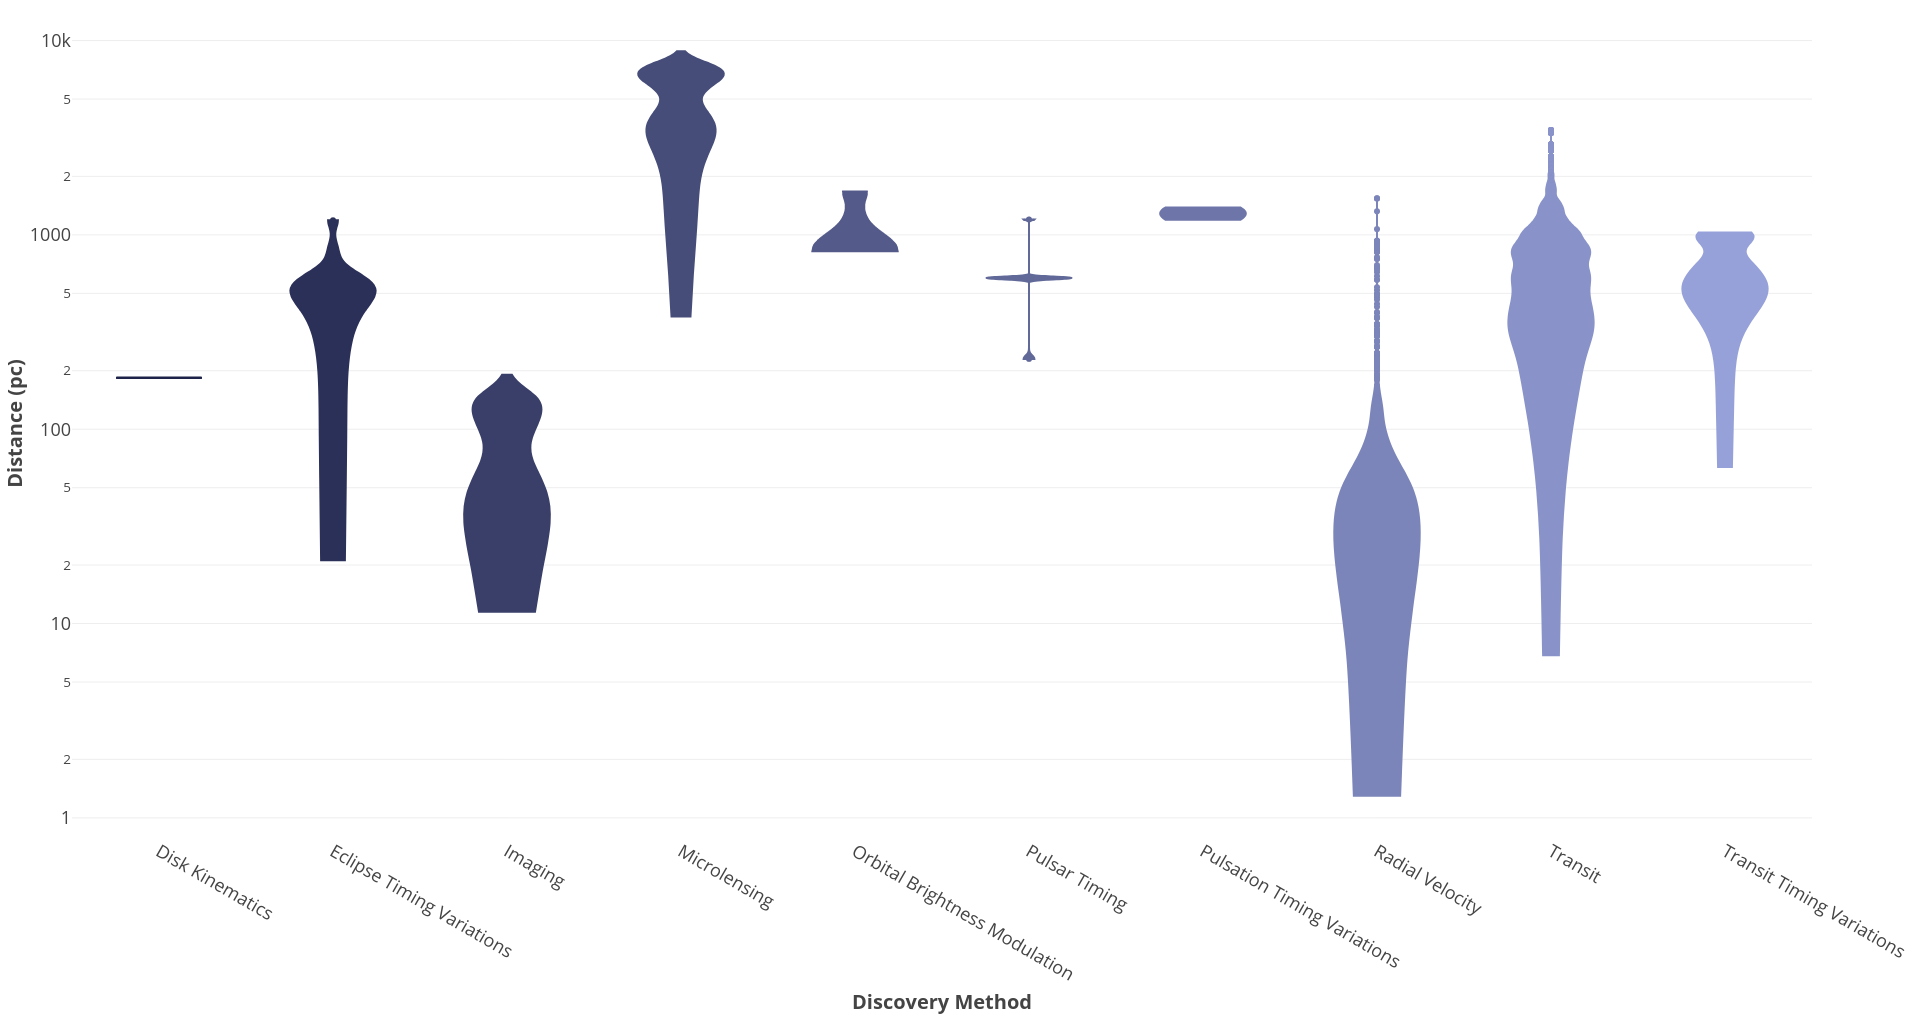 10k
5
2
1000
5
2
100
5
2
10
5
2
1
Distance (pc)
Disk Kinematics
Eclipse Timing Variations
Imaging
Microlensing
Orbital Brightness Modulation
Pulsar Timing
Pulsation Timing Variations
Radial Velocity
Transit
Transit Timing Variations
Discovery Method